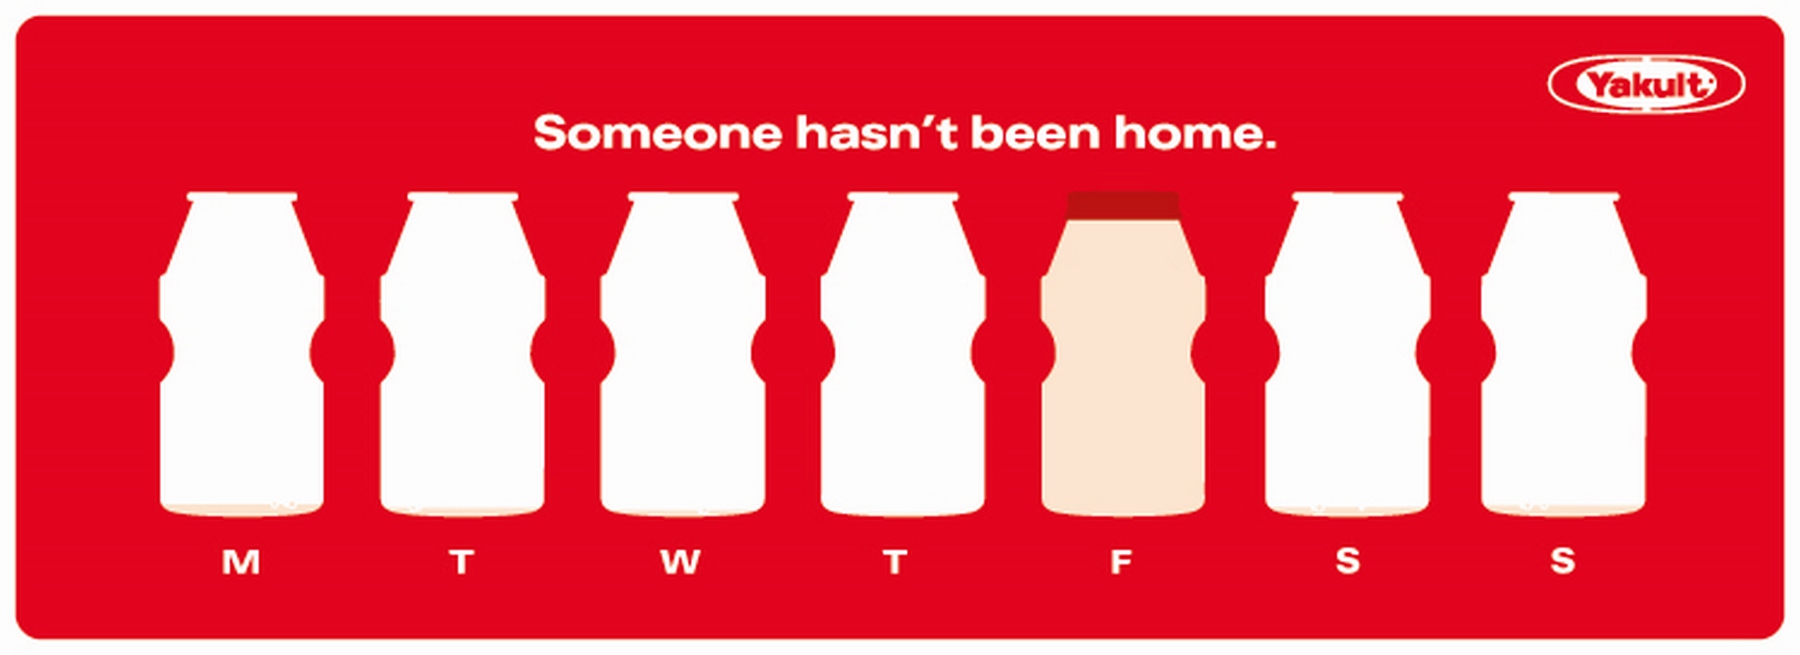 Yakult
Someone hasn’t been home.
M T W T F S S